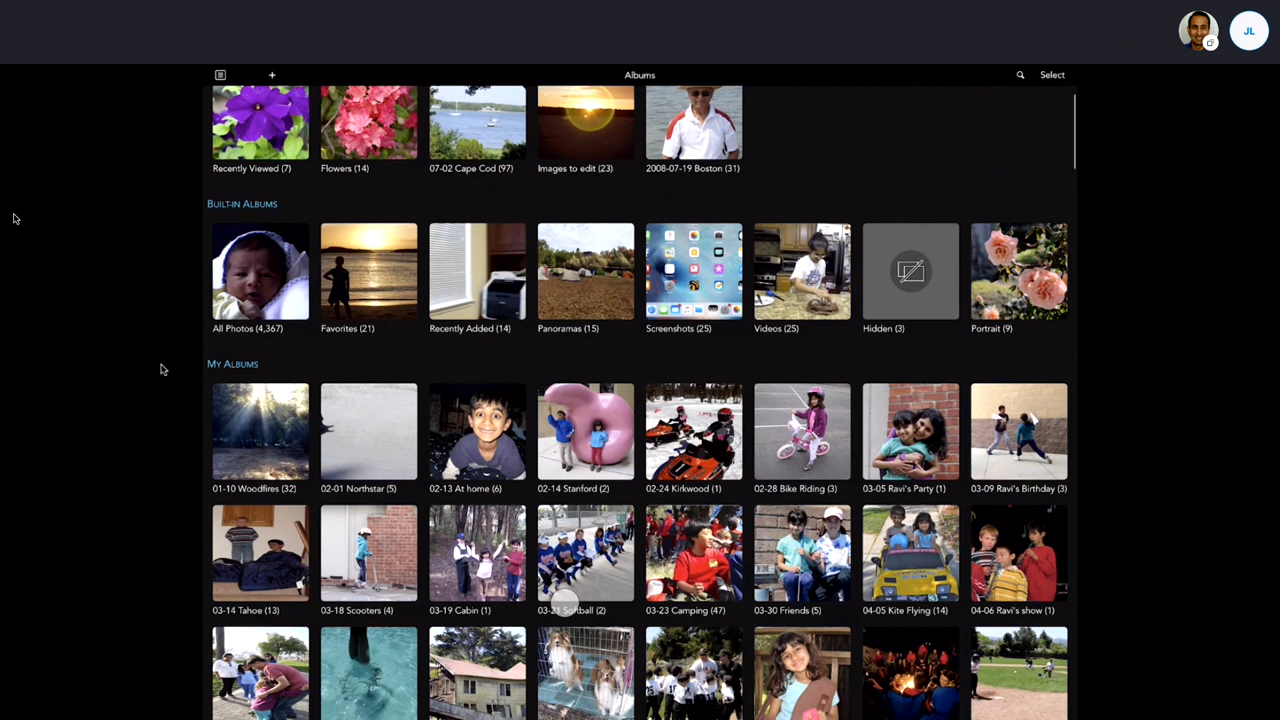 JL
Albums
Select
Recently Viewed (7)
Flowers (14)
07-02 Cape Cod (97)
Images to edit (23)
2008-07-19 Boston (31)
BUILT-IN ALBUMS
All Photos (4,367)
Favorites (21)
Recently Added (14)
Panoramas (15)
Screenshots (25)
Videos (25)
Hidden (3)
Portrait (9)
MY ALBUMS
01-10 Woodfires (32)
02-01 Northstar (5)
02-13 At home (6)
02-14 Stanford (2)
02-24 Kirkwood (1)
02-28 Bike Riding (3)
03-05 Ravi's Party (1)
03-09 Ravi's Birthday (3)
03-14 Tahoe (13)
03-18 Scooters (4)
03-19 Cabin (1)
03-21 Softball (2)
03-23 Camping (47)
03-30 Friends (5)
04-05 Kite Flying (14)
04-06 Ravi's show (1)